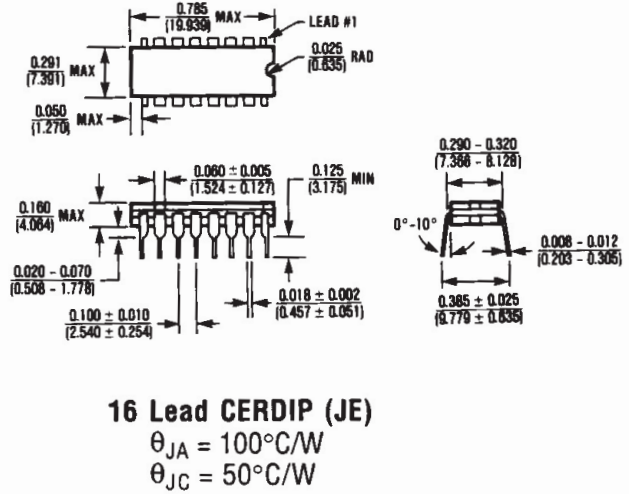 0.785
(19.939) MAX
LEAD #1
0.025
(0.635) RAD
0.291
(7.391) MAX
0.050
(1.270) MAX
0.060 ± 0.005
(1.524 ± 0.127)
0.125
(3.175) MIN
0.160
(4.064) MAX
0.020 - 0.070
(0.508 - 1.778)
0.100 ± 0.010
(2.540 ± 0.254)
0.018 ± 0.002
(0.457 ± 0.051)
0.290 - 0.320
(7.366 - 8.128)
0°-10°
0.008 - 0.012
(0.203 - 0.305)
0.385 ± 0.025
(9.779 ± 0.635)
16 Lead CERDIP (JE)
θJA = 100°C/W
θJC = 50°C/W